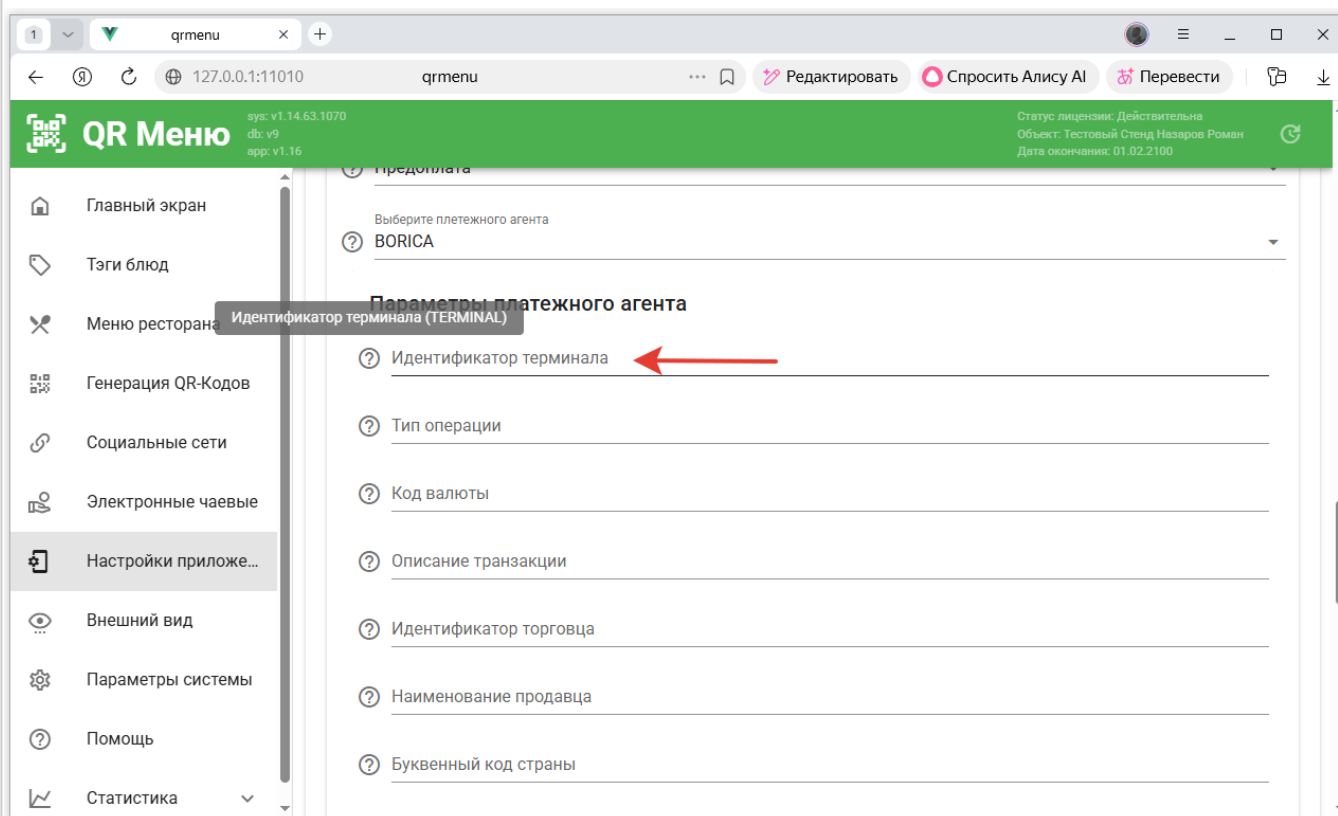 1
qrmenu
127.0.0.1:11010
qrmenu
Редактировать
Спросить Алису AI
Перевести
QR Меню
sys: v1.14.63.1070
db: v9
app: v1.16
Статус лицензии: Действительна
Объект: Тестовый Стенд Назаров Роман
Дата окончания: 01.02.2100
Главный экран
Тэги блюд
Меню ресторана
Генерация QR-Кодов
Социальные сети
Электронные чаевые
Настройки приложе...
Внешний вид
Параметры системы
Помощь
Статистика
Предоплата
Выберите плетежного агента
BORICA
Параметры платежного агента
Идентификатор терминала (TERMINAL)
Идентификатор терминала
Тип операции
Код валюты
Описание транзакции
Идентификатор торговца
Наименование продавца
Буквенный код страны